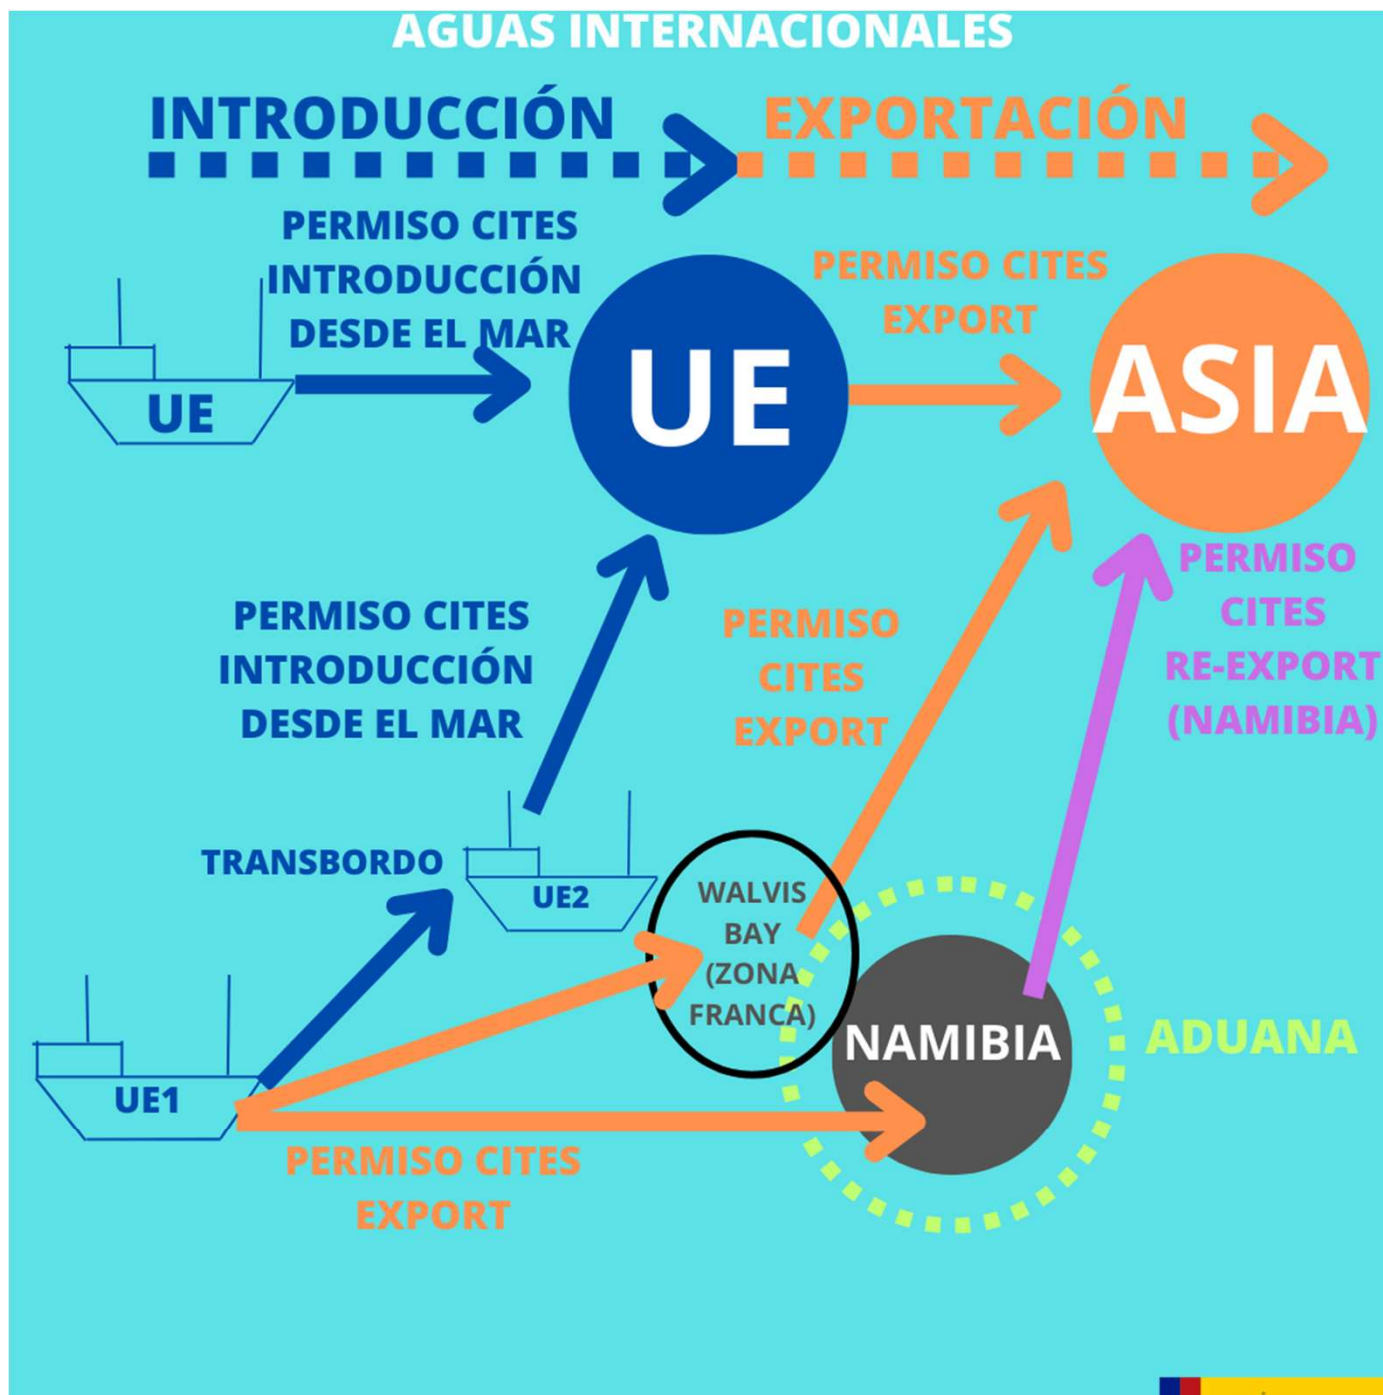 AGUAS INTERNACIONALES
INTRODUCCIÓN
EXPORTACIÓN
PERMISO CITES
INTRODUCCIÓN
DESDE EL MAR
PERMISO CITES
EXPORT
UE
UE
ASIA
PERMISO CITES
INTRODUCCIÓN
DESDE EL MAR
PERMISO
CITES
EXPORT
PERMISO
CITES
RE-EXPORT
(NAMIBIA)
TRANSBORDO
UE2
WALVIS
BAY
(ZONA
FRANCA)
NAMIBIA
ADUANA
UE1
PERMISO CITES
EXPORT